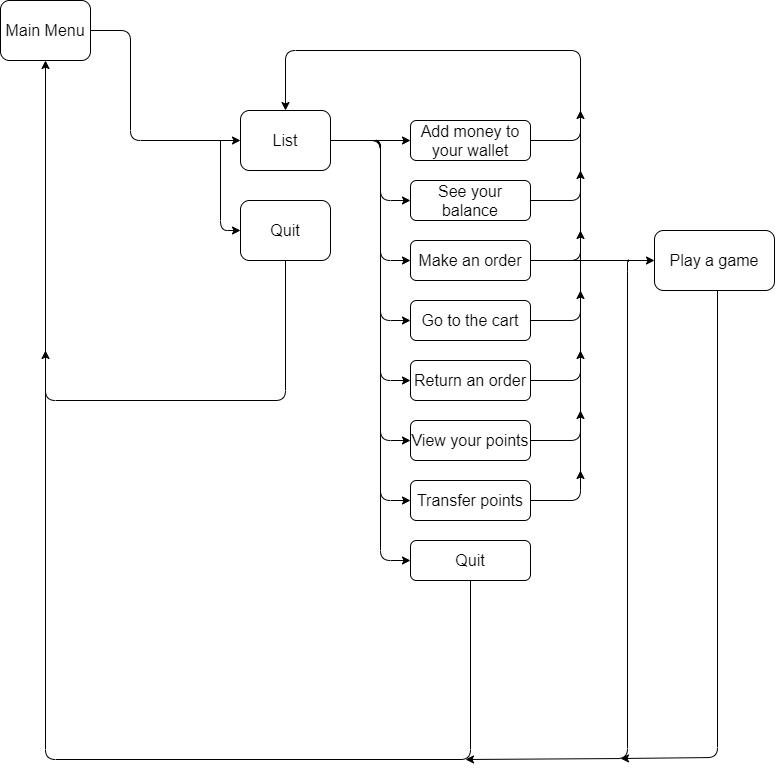 Main Menu
List
Quit
Add money to
your wallet
See your
balance
Make an order
Play a game
Go to the cart
Return an order
View your points
Transfer points
Quit